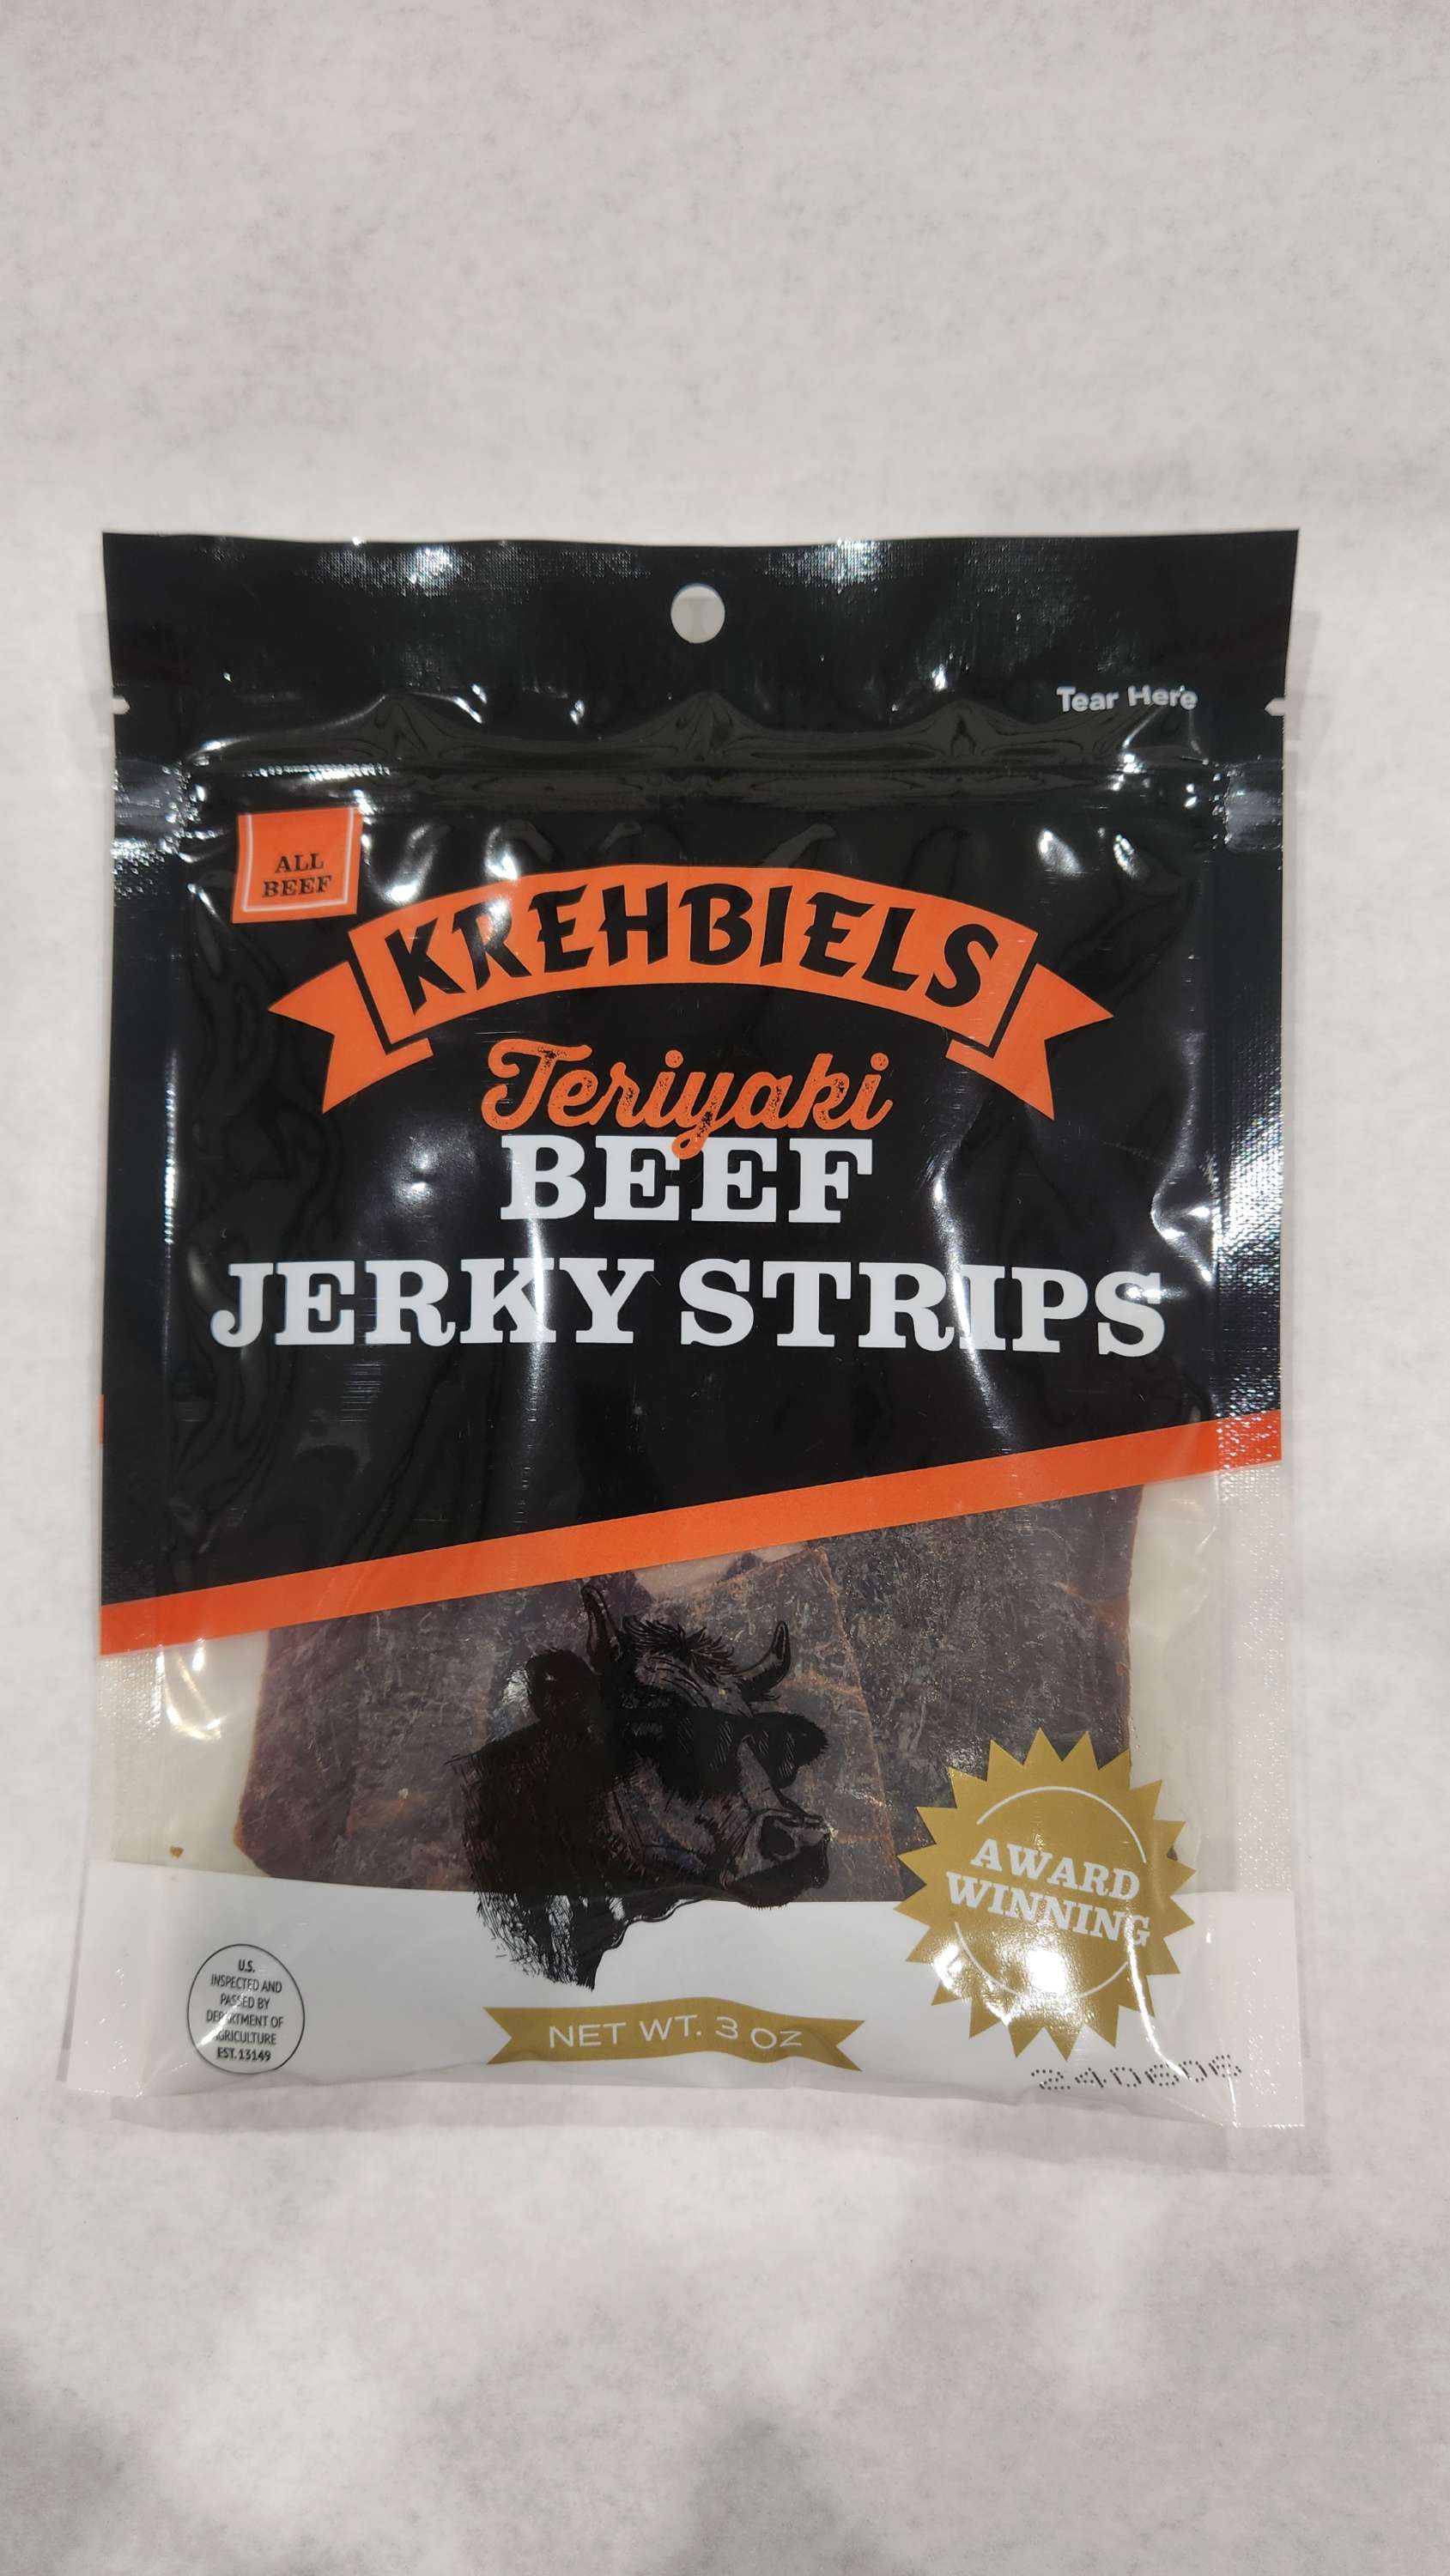 Tear Here
ALL
BEEF
KREHBIELS
Teriyaki
BEEF
JERKY STRIPS
AWARD
WINNING
U.S.
INSPECTED AND
PASSED BY
DEPARTMENT OF
AGRICULTURE
EST. 13149
NET WT. 3 OZ
240606